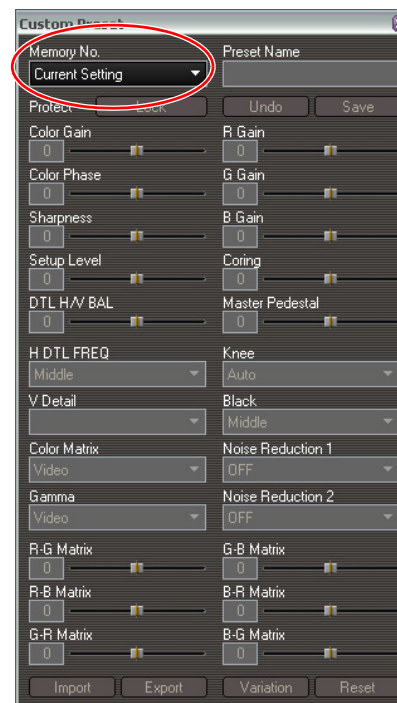 Custom Preset
Memory No. Preset Name
Current Setting
Protect Lock Undo Save
Color Gain R Gain
0 0
Color Phase G Gain
0 0
Sharpness B Gain
0 0
Setup Level Coring
0 0
DTL H/V BAL Master Pedestal
0 0
H DTL FREQ Knee
Middle Auto
V Detail Black
Middle
Color Matrix Noise Reduction 1
Video OFF
Gamma Noise Reduction 2
Video OFF
R-G Matrix G-B Matrix
0 0
R-B Matrix B-R Matrix
0 0
G-R Matrix B-G Matrix
0 0
Import Export Variation Reset